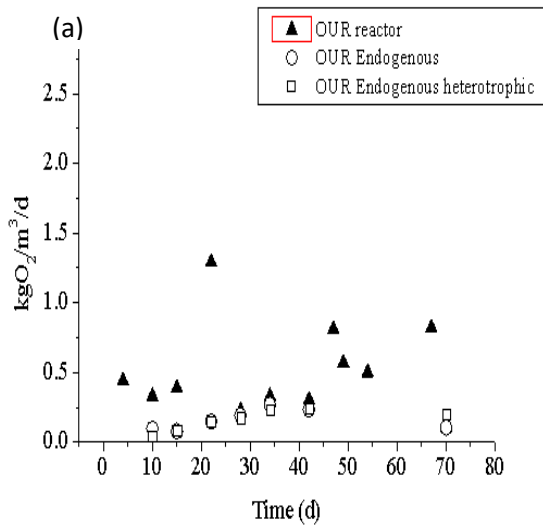 (a)
OUR reactor
OUR Endogenous
OUR Endogenous heterotrophic
2.5
2.0
1.5
1.0
0.5
0.0
kgO₂/m³/d
0 10 20 30 40 50 60 70 80
Time (d)